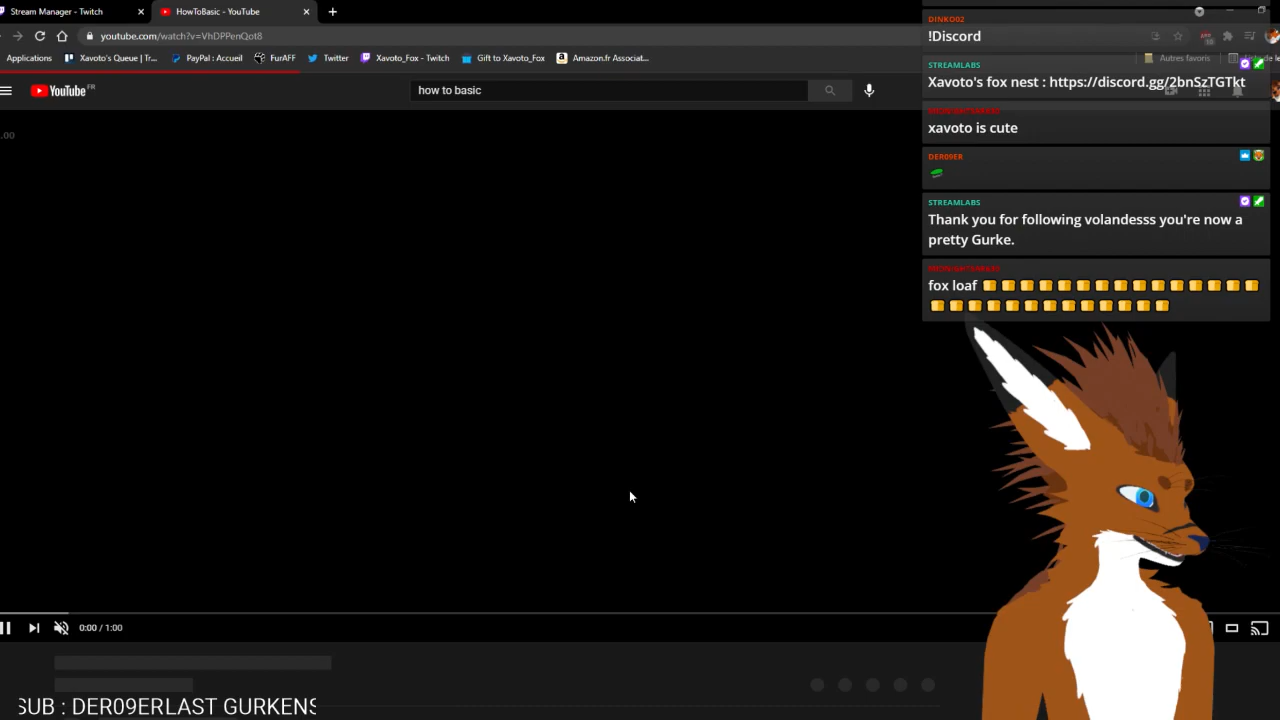 Stream Manager - Twitch
HowToBasic - YouTube
youtube.com/watch?v=VhDPPenQot8
Applications
Xavoto's Queue | Tr...
PayPal : Accueil
FurAFF
Twitter
Xavoto_Fox - Twitch
Gift to Xavoto_Fox
Amazon.fr Associat...
Autres favoris
YouTube FR
how to basic
.00
DINKO02
!Discord
STREAMLABS
Xavoto's fox nest : https://discord.gg/2bnSzTGTkt
xavoto is cute
DER09ER
STREAMLABS
Thank you for following volandesss you're now a
pretty Gurke.
fox loaf
0:00 / 1:00
SUB : DER09ERLAST GURKENS